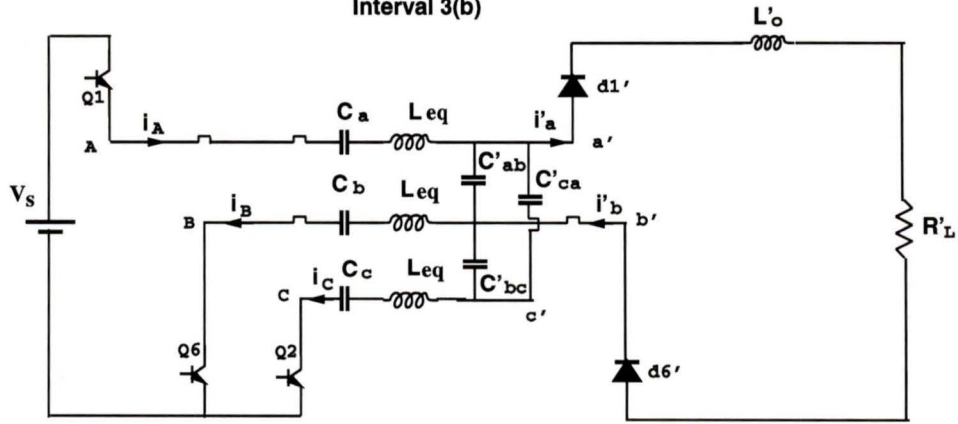 Interval 3(b)
L'o
Q1
d1'
iA
Ca
Leq
i'a
A
a'
C'ab
C'ca
Vs
Cb
Leq
iB
i'b
B
b'
R'L
iC
Cc
Leq
C'bc
C
c'
Q6
Q2
d6'